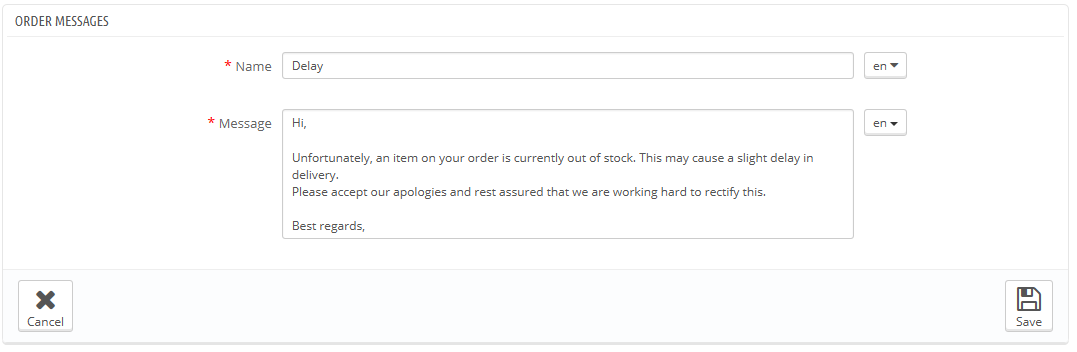 ORDER MESSAGES
* Name
Delay
en
* Message
Hi,
en
Unfortunately, an item on your order is currently out of stock. This may cause a slight delay in
delivery.
Please accept our apologies and rest assured that we are working hard to rectify this.
Best regards,
Cancel
Save